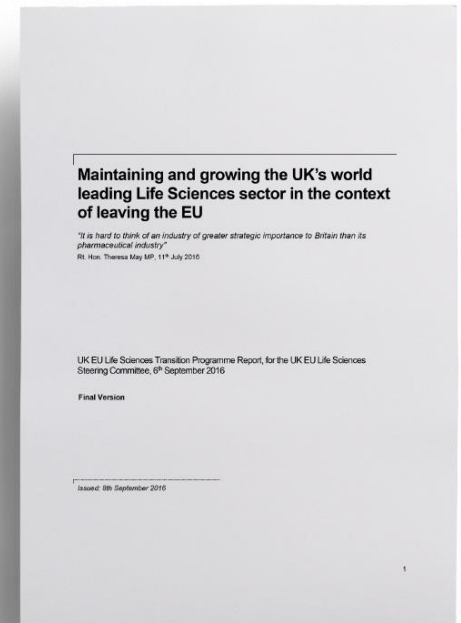 Maintaining and growing the UK's world
leading Life Sciences sector in the context
of leaving the EU
"It is hard to think of an industry of greater strategic importance to Britain than its
pharmaceutical industry"
Rt. Hon. Theresa May MP, 11th July 2016
UK EU Life Sciences Transition Programme Report, for the UK EU Life Sciences
Steering Committee, 6th September 2016
Final Version
Issued: 8th September 2016
1